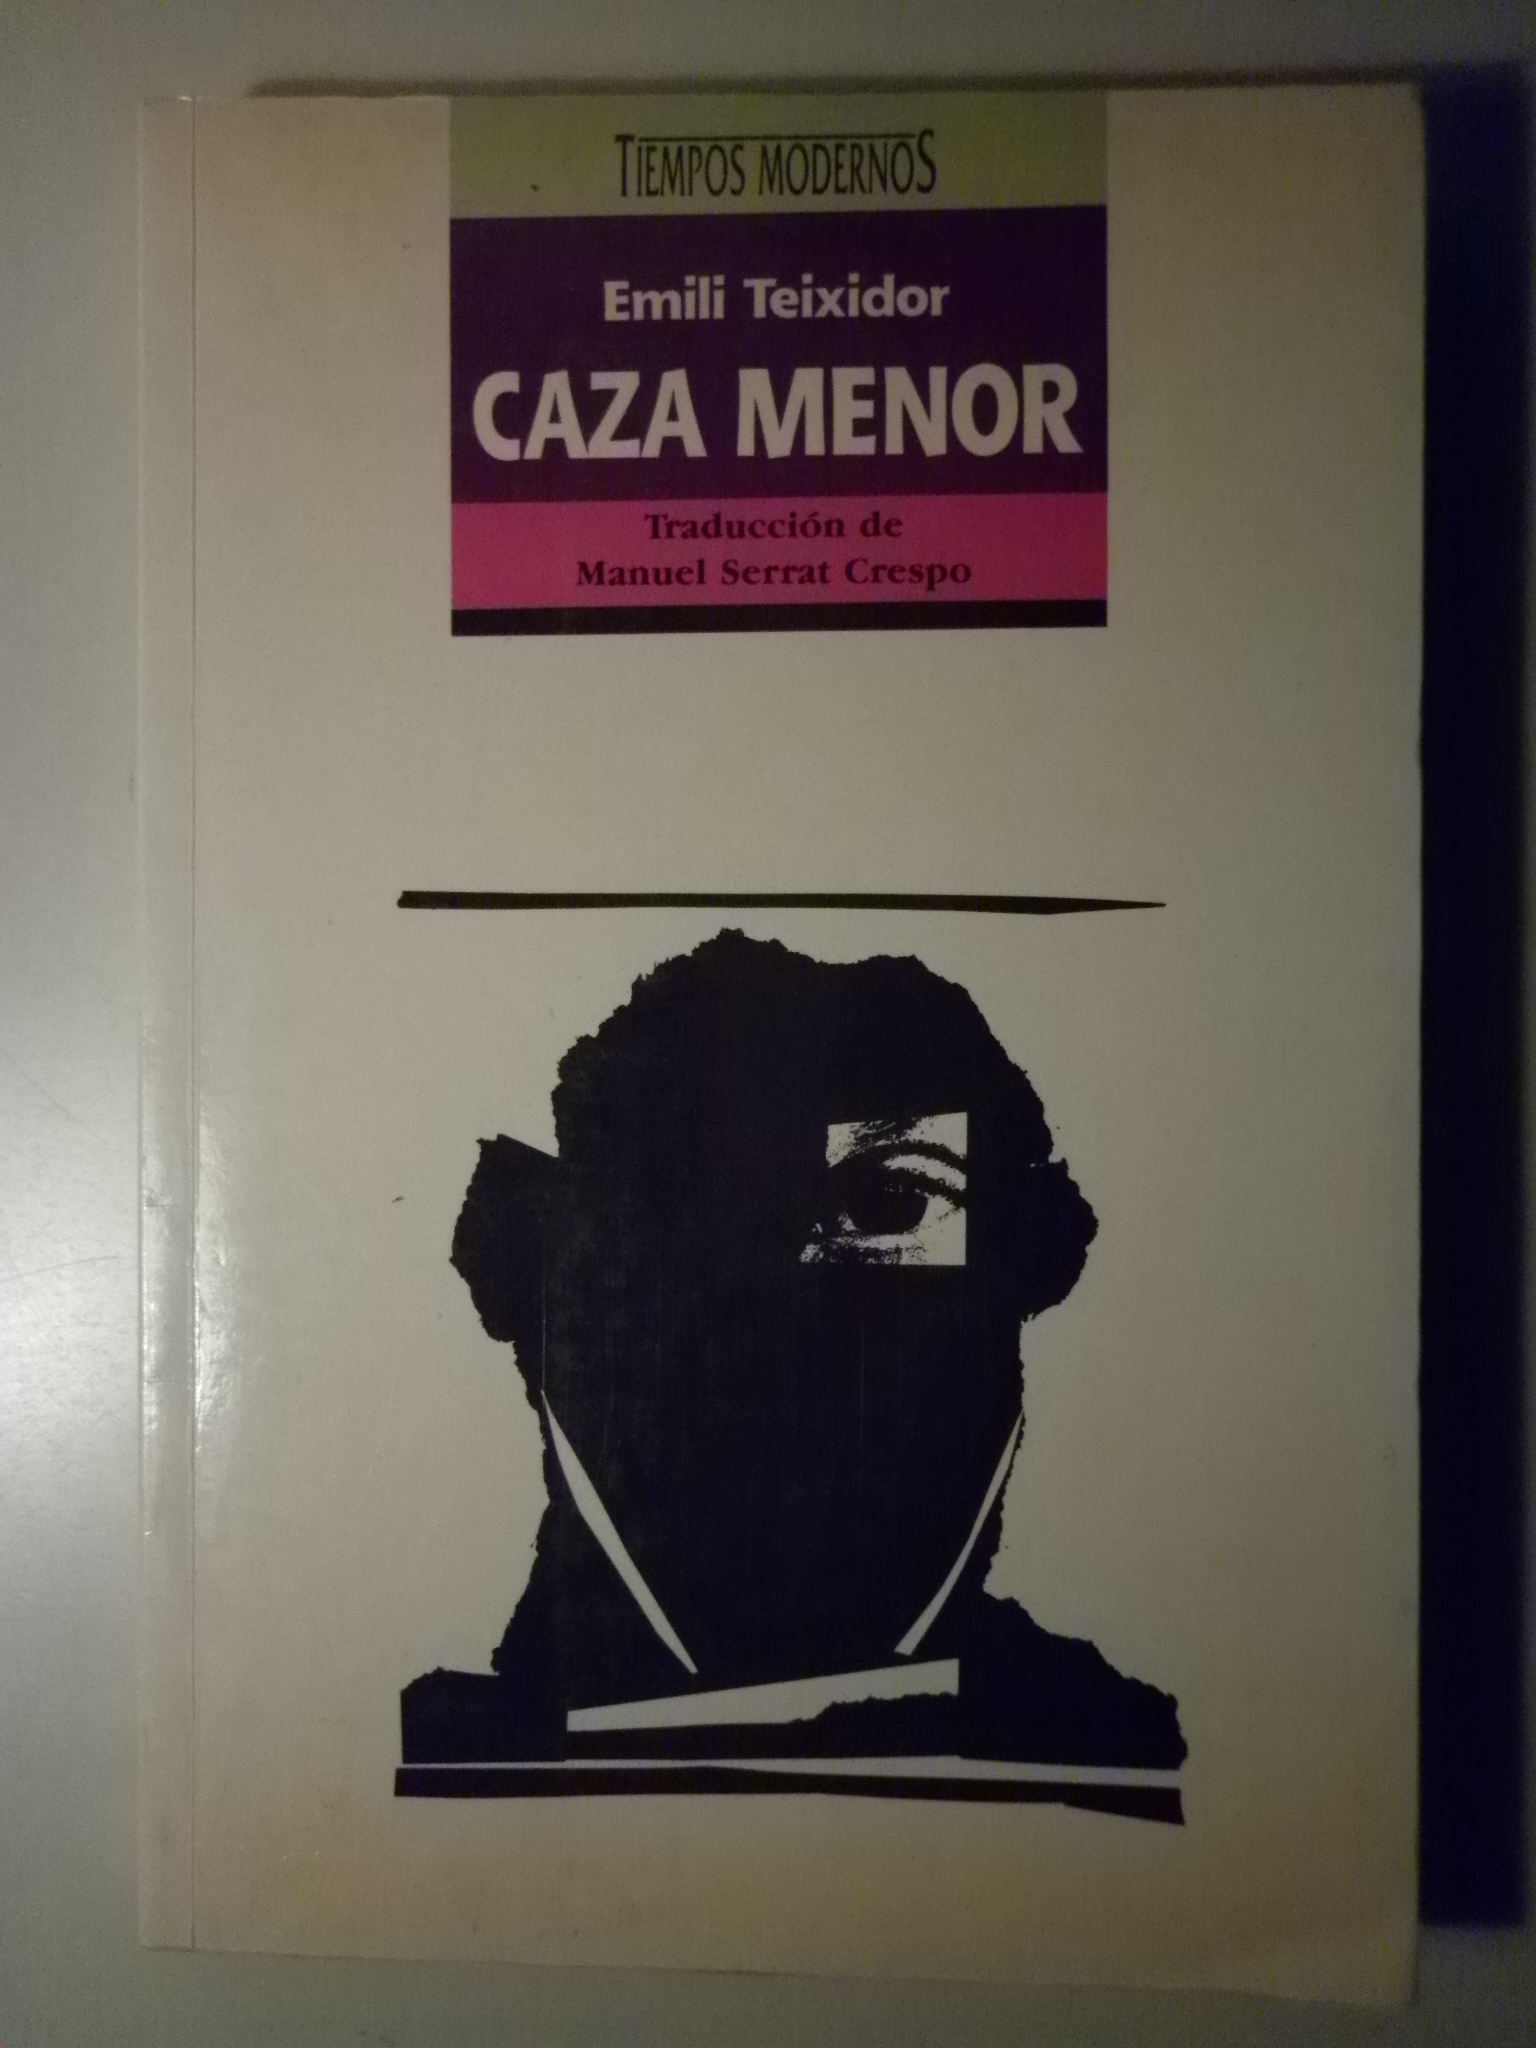 TIEMPOS MODERNOS
Emili Teixidor
CAZA MENOR
Traducción de
Manuel Serrat Crespo